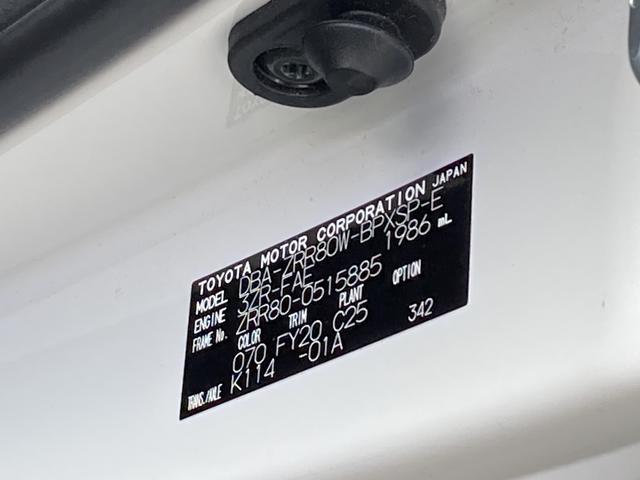 TOYOTA MOTOR CORPORATION JAPAN
MODEL DBA-ZRR80W-BPXSP-E
ENGINE 3ZR-FAE 1986 mL
FRAME No. ZRR80-0515885
COLOR TRIM PLANT OPTION
070 FY20 C25 342
TRANS./AXLE K114 -01A